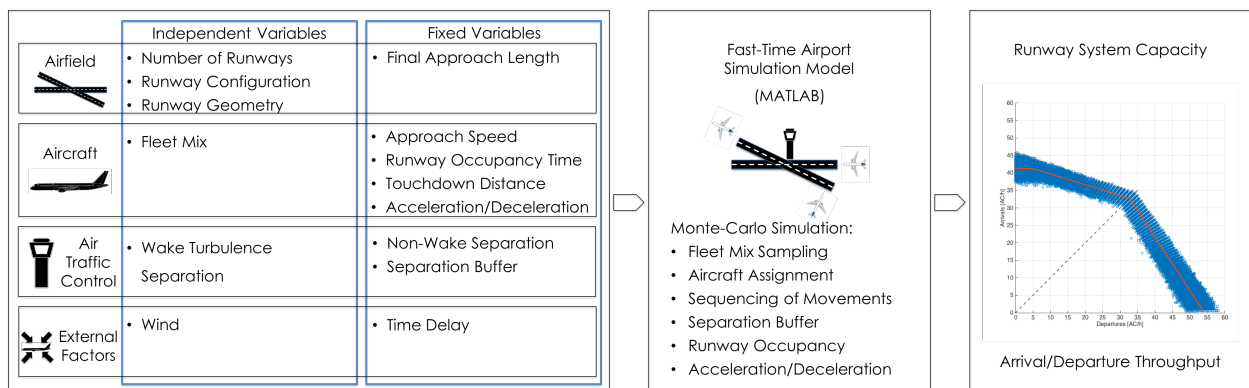 Independent Variables
Fixed Variables
Airfield
• Number of Runways
• Runway Configuration
• Runway Geometry
• Final Approach Length
Aircraft
• Fleet Mix
• Approach Speed
• Runway Occupancy Time
• Touchdown Distance
• Acceleration/Deceleration
Air
Traffic
Control
• Wake Turbulence
Separation
• Non-Wake Separation
• Separation Buffer
External
Factors
• Wind
• Time Delay
Fast-Time Airport
Simulation Model
(MATLAB)
Monte-Carlo Simulation:
• Fleet Mix Sampling
• Aircraft Assignment
• Sequencing of Movements
• Separation Buffer
• Runway Occupancy
• Acceleration/Deceleration
Runway System Capacity
60
55
50
45
40
35
30
25
20
15
10
5
0
Arrivals [AC/h]
0 5 10 15 20 25 30 35 40 45 50 55 60
Departures [AC/h]
Arrival/Departure Throughput